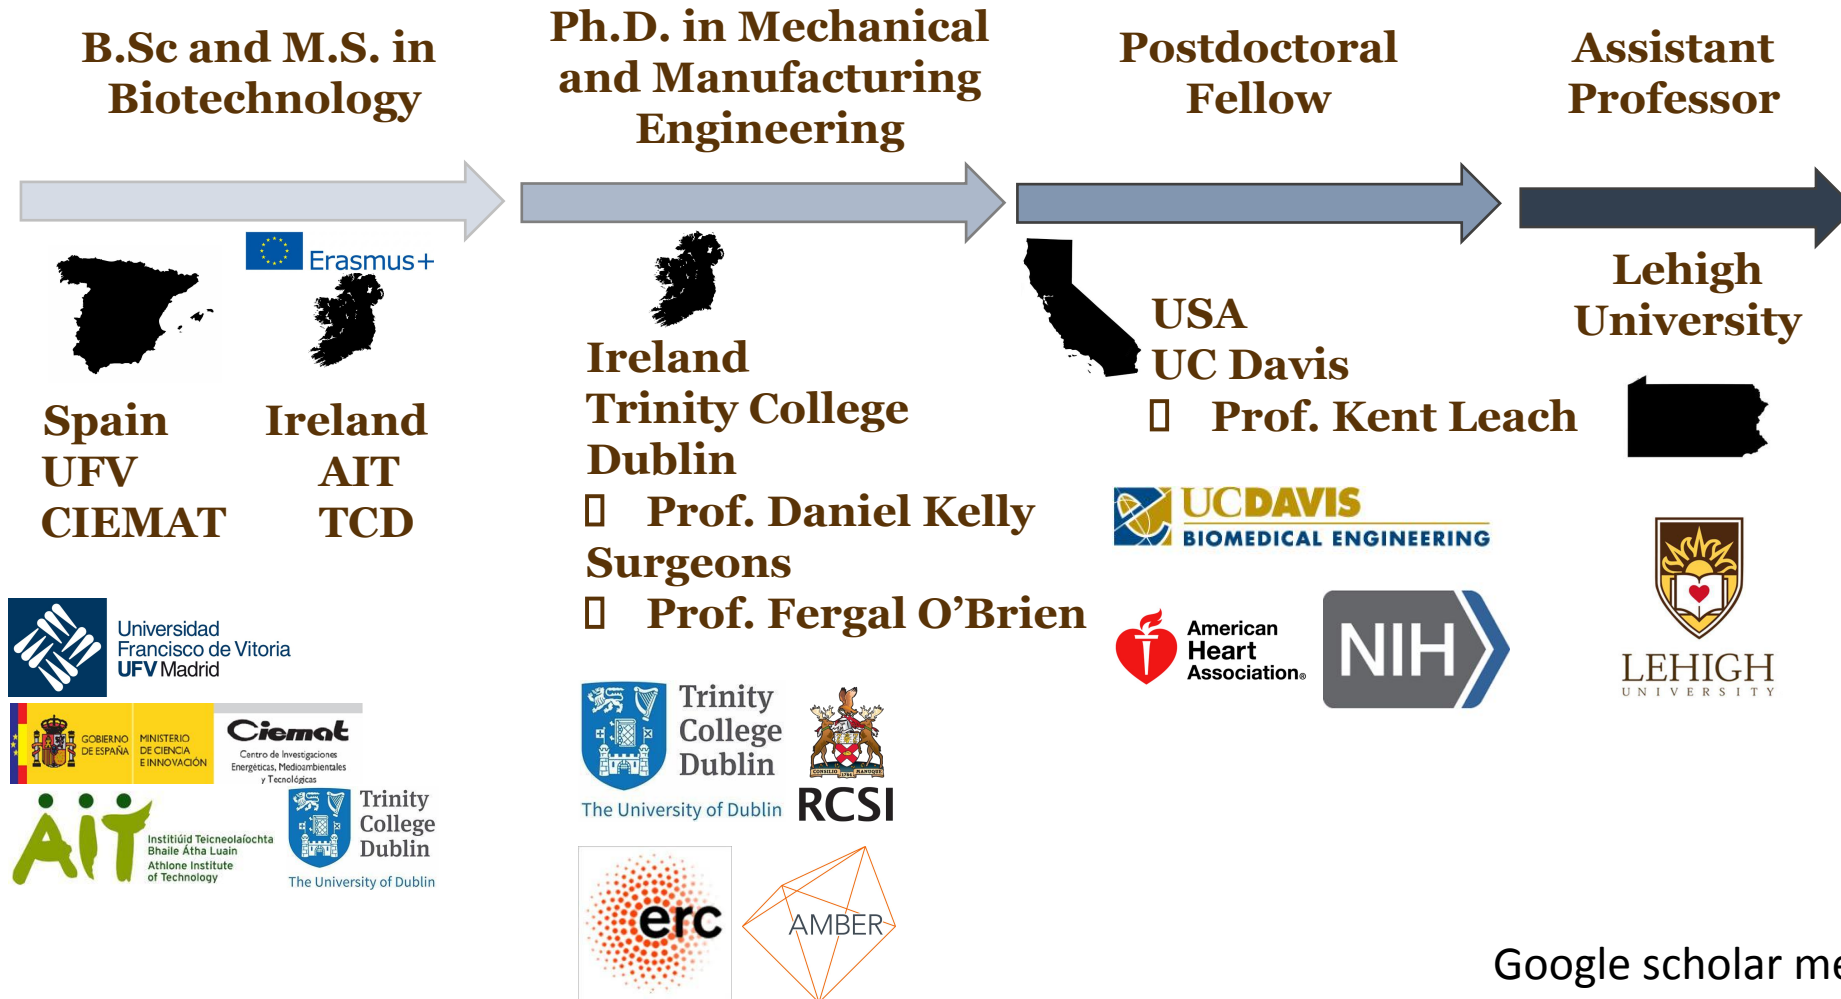 B.Sc and M.S. in
Biotechnology
Ph.D. in Mechanical
and Manufacturing
Engineering
Postdoctoral
Fellow
Assistant
Professor
Erasmus+
Spain
UFV
CIEMAT
Ireland
AIT
TCD
Universidad
Francisco de Vitoria
UFV Madrid
GOBIERNO
DE ESPAÑA
MINISTERIO
DE CIENCIA
E INNOVACIÓN
Ciemat
Centro de Investigaciones
Energéticas, Medioambientales
y Tecnológicas
AIT
Institiúid Teicneolaíochta
Bhaile Átha Luain
Athlone Institute
of Technology
Trinity
College
Dublin
The University of Dublin
Ireland
Trinity College
Dublin
Prof. Daniel Kelly
Surgeons
Prof. Fergal O’Brien
Trinity
College
Dublin
The University of Dublin
CONSILIO MANUQUE
RCSI
erc
AMBER
USA
UC Davis
Prof. Kent Leach
UCDAVIS
BIOMEDICAL ENGINEERING
American
Heart
Association®
NIH
Lehigh
University
LEHIGH
UNIVERSITY
Google scholar me